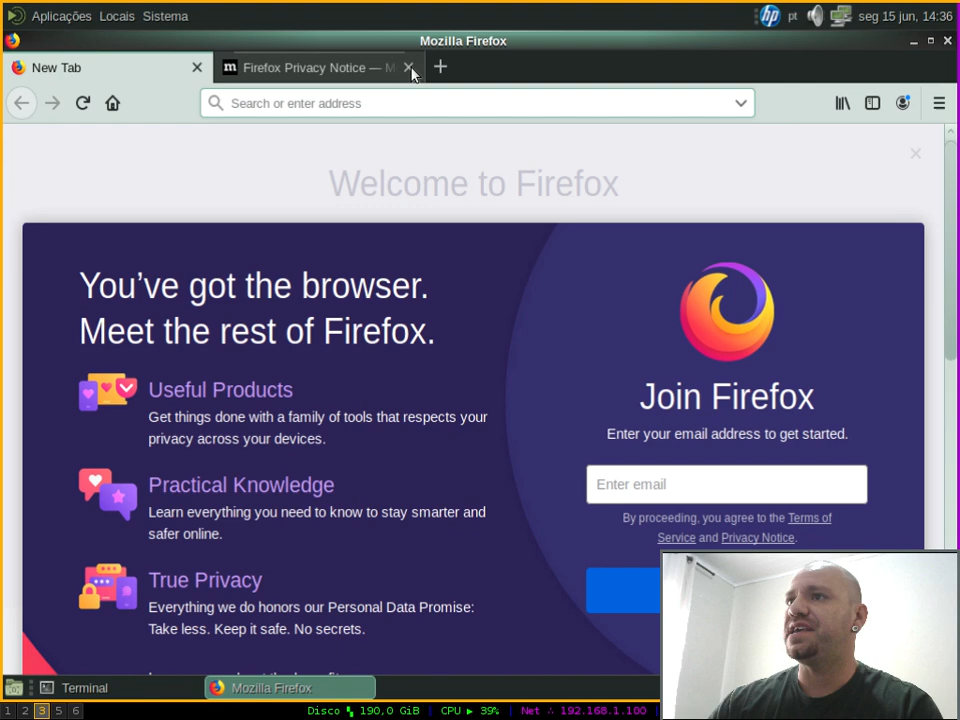 Aplicações Locais Sistema
hp pt seg 15 jun, 14:36
Mozilla Firefox
New Tab
m Firefox Privacy Notice — M
Search or enter address
Welcome to Firefox
You’ve got the browser.
Meet the rest of Firefox.
Useful Products
Get things done with a family of tools that respects your
privacy across your devices.
Practical Knowledge
Learn everything you need to know to stay smarter and
safer online.
True Privacy
Everything we do honors our Personal Data Promise:
Take less. Keep it safe. No secrets.
Join Firefox
Enter your email address to get started.
Enter email
By proceeding, you agree to the Terms of
Service and Privacy Notice.
Terminal
Mozilla Firefox
1 2 3 5 6
Disco 190,0 GiB | CPU ▶ 39% | Net ∴ 192.168.1.100 |